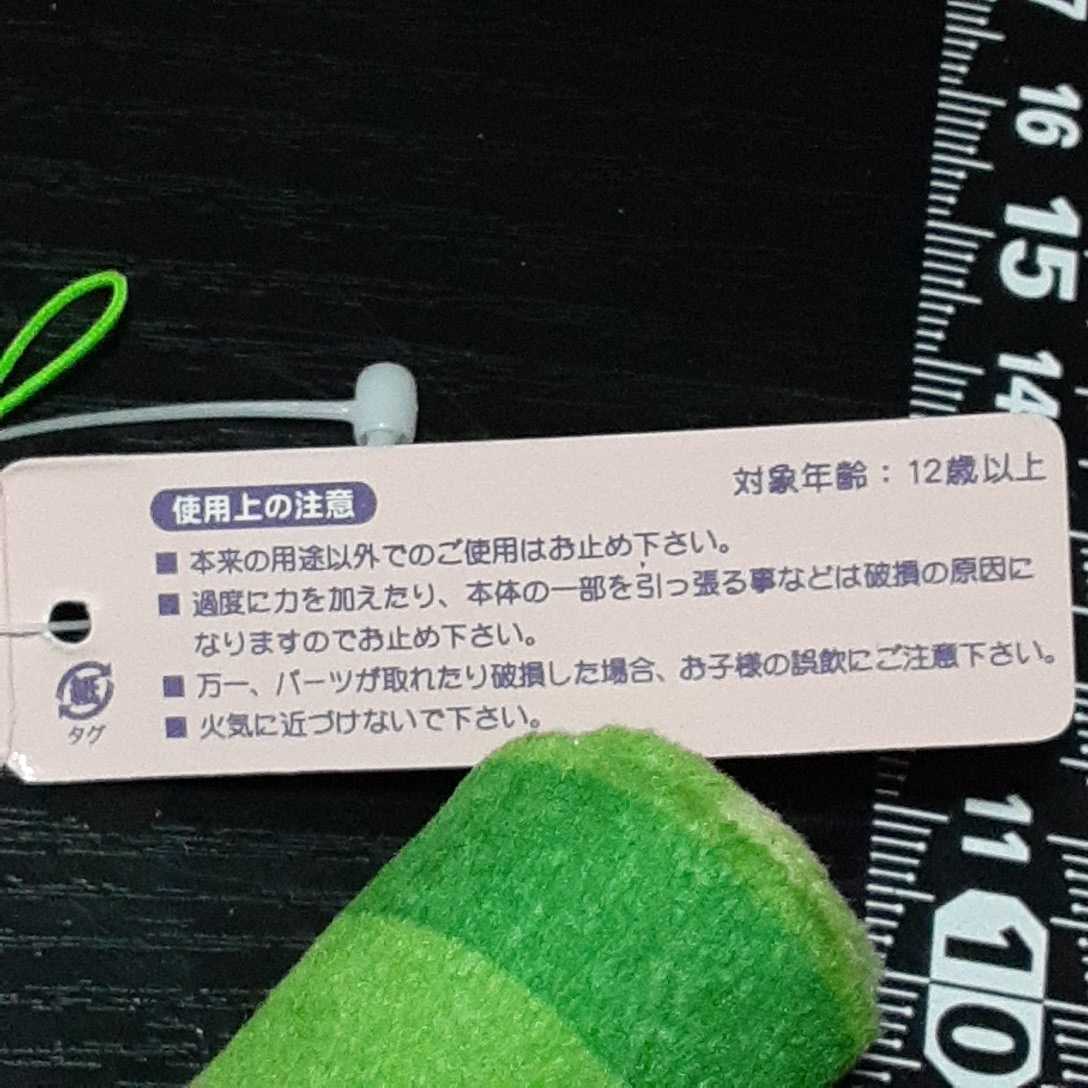 対象年齢：12歳以上
使用上の注意
■ 本来の用途以外でのご使用はお止め下さい。
■ 過度に力を加えたり、本体の一部を引っ張る事などは破損の原因に
なりますのでお止め下さい。
■ 万一、パーツが取れたり破損した場合、お子様の誤飲にご注意下さい。
■ 火気に近づけないで下さい。
紙
タグ
17
16
15
14
11
10